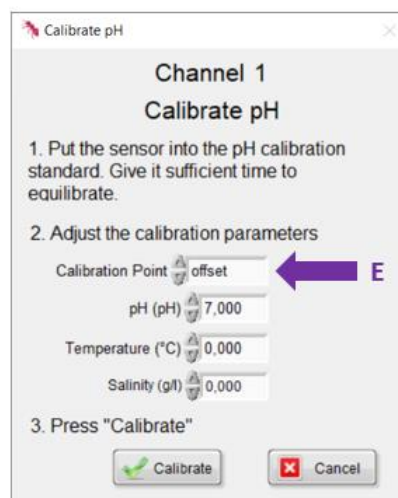 Calibrate pH
Channel 1
Calibrate pH
1. Put the sensor into the pH calibration
standard. Give it sufficient time to
equilibrate.
2. Adjust the calibration parameters
Calibration Point offset E
pH (pH) 7,000
Temperature (°C) 0,000
Salinity (g/l) 0,000
3. Press "Calibrate"
Calibrate Cancel